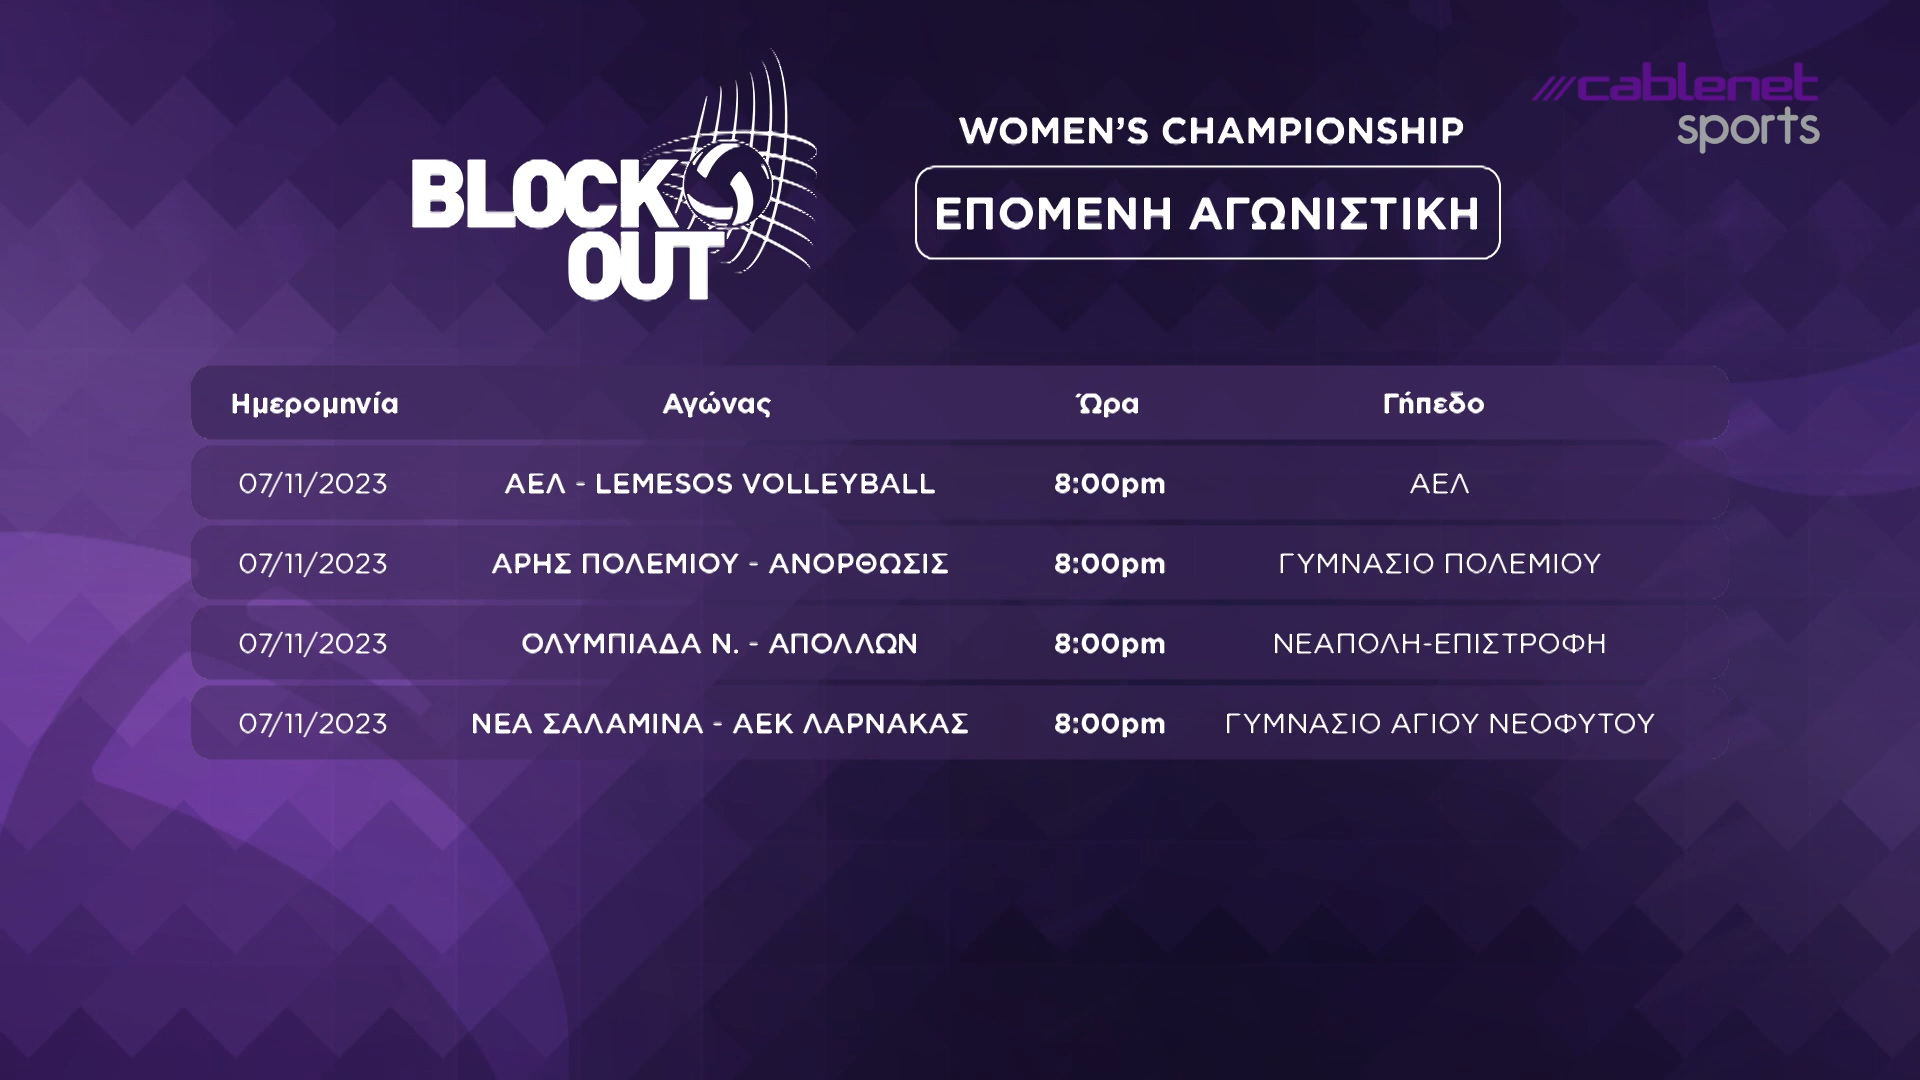 BLOCK
OUT
WOMEN'S CHAMPIONSHIP
ΕΠΟΜΕΝΗ ΑΓΩΝΙΣΤΙΚΗ
///cablenet
sports
Ημερομηνία Αγώνας Ώρα Γήπεδο
07/11/2023 ΑΕΛ - LEMESOS VOLLEYBALL 8:00pm ΑΕΛ
07/11/2023 ΑΡΗΣ ΠΟΛΕΜΙΟΥ - ΑΝΟΡΘΩΣΙΣ 8:00pm ΓΥΜΝΑΣΙΟ ΠΟΛΕΜΙΟΥ
07/11/2023 ΟΛΥΜΠΙΑΔΑ Ν. - ΑΠΟΛΛΩΝ 8:00pm ΝΕΑΠΟΛΗ-ΕΠΙΣΤΡΟΦΗ
07/11/2023 ΝΕΑ ΣΑΛΑΜΙΝΑ - ΑΕΚ ΛΑΡΝΑΚΑΣ 8:00pm ΓΥΜΝΑΣΙΟ ΑΓΙΟΥ ΝΕΟΦΥΤΟΥ